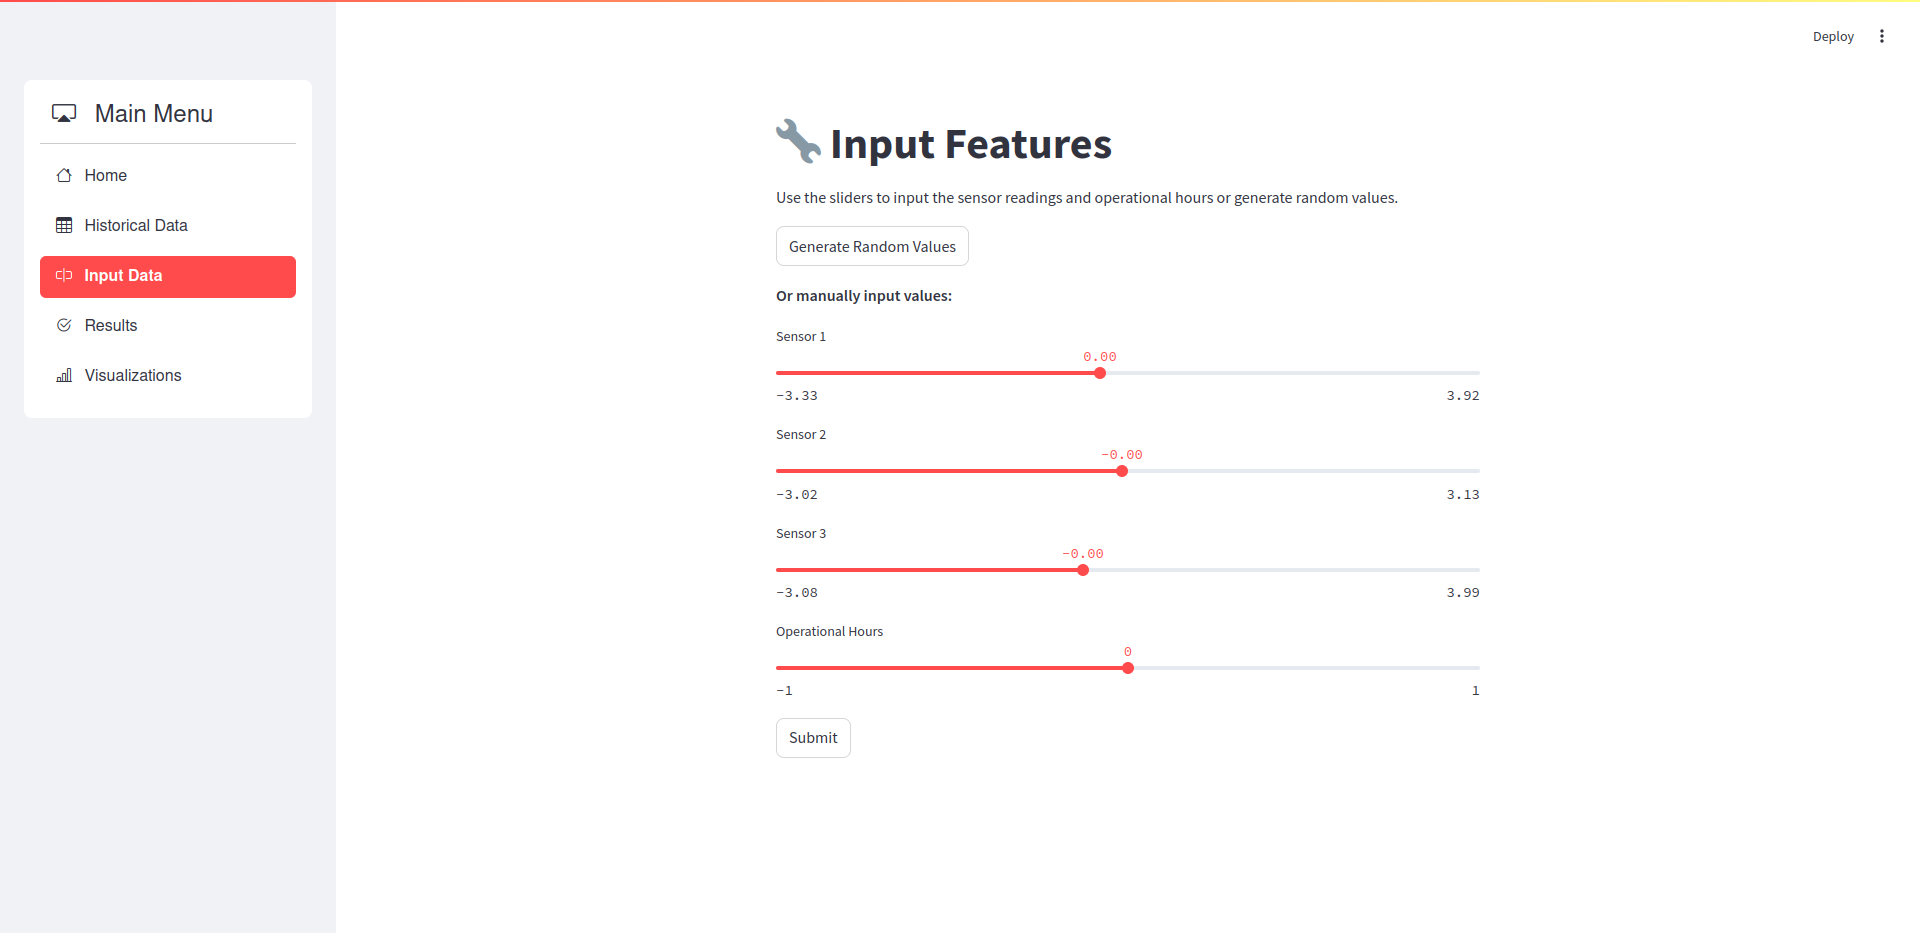 Deploy
Main Menu
Home
Historical Data
Input Data
Results
Visualizations
Input Features
Use the sliders to input the sensor readings and operational hours or generate random values.
Generate Random Values
Or manually input values:
Sensor 1
0.00
-3.33 3.92
Sensor 2
-0.00
-3.02 3.13
Sensor 3
-0.00
-3.08 3.99
Operational Hours
0
-1 1
Submit